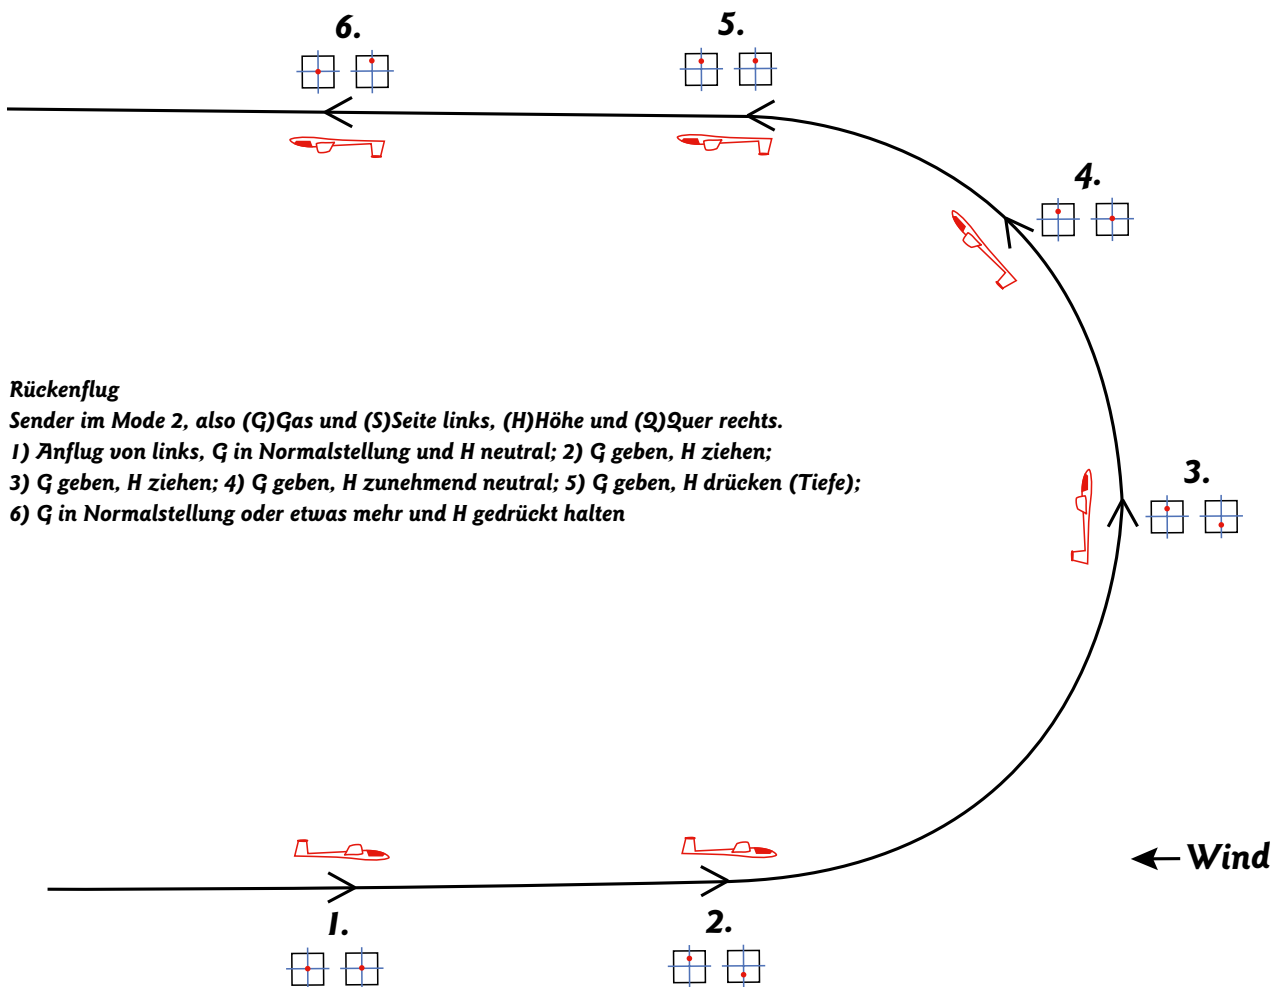 6.
5.
4.
Rückenflug
Sender im Mode 2, also (G)Gas und (S)Seite links, (H)Höhe und (Q)Quer rechts.
1) Anflug von links, G in Normalstellung und H neutral; 2) G geben, H ziehen;
3) G geben, H ziehen; 4) G geben, H zunehmend neutral; 5) G geben, H drücken (Tiefe);
6) G in Normalstellung oder etwas mehr und H gedrückt halten
3.
Wind
1.
2.